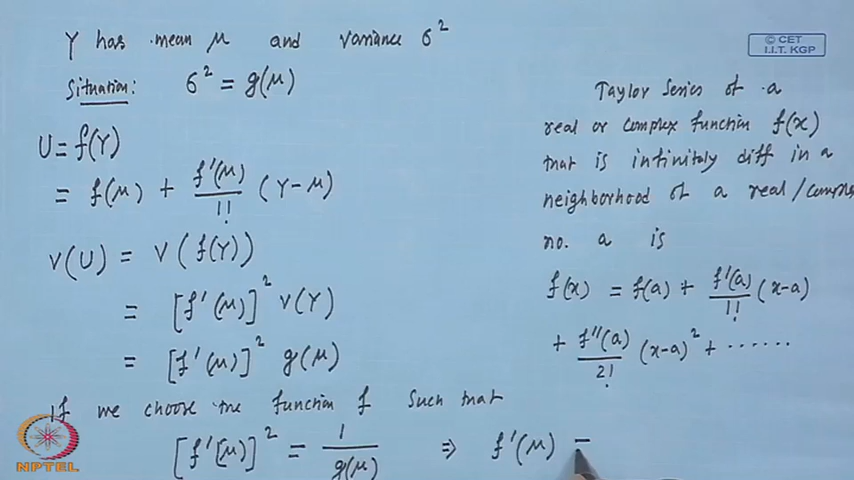 Y has mean μ and variance σ²
© CET
I.I.T. KGP
Situation: σ² = g(μ)
U = f(Y)
= f(μ) + f'(μ)/1! (Y-μ)
V(U) = V(f(Y))
= [f'(μ)]² V(Y)
= [f'(μ)]² g(μ)
If we choose the function f such that
[f'(μ)]² = 1/g(μ) ⇒ f'(μ) =
Taylor Series of a
real or complex function f(x)
that is infinitely diff in a
neighborhood of a real/complex
no. a is
f(x) = f(a) + f'(a)/1! (x-a)
+ f''(a)/2! (x-a)² + ......
NPTEL